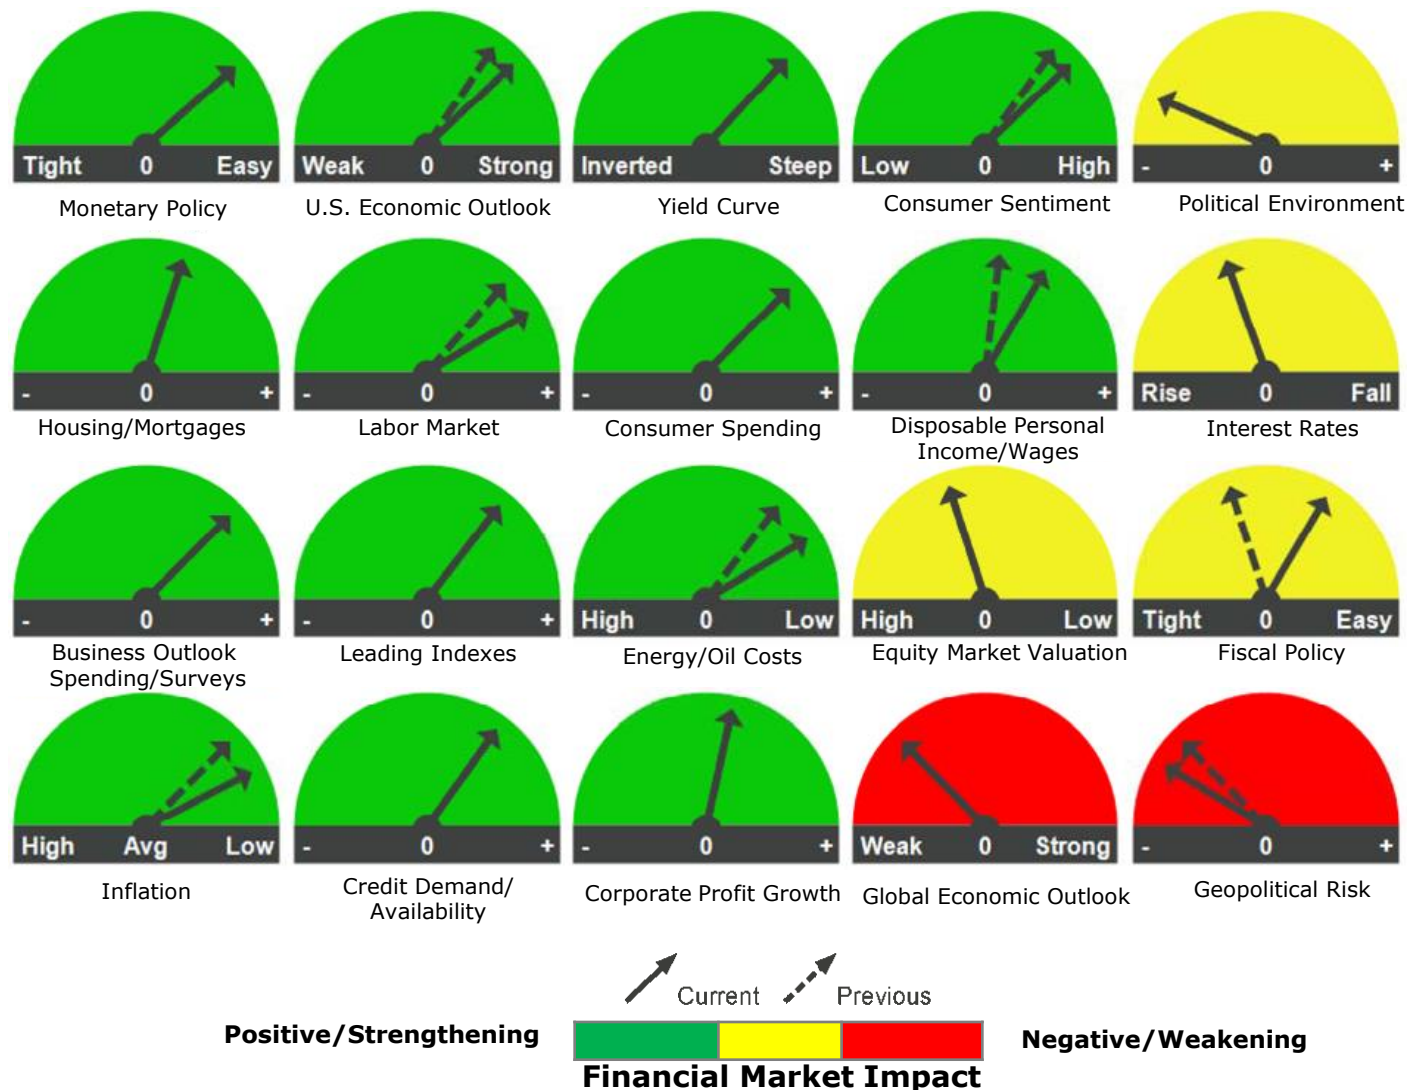 Tight 0 Easy
Weak 0 Strong
Inverted Steep
Low 0 High
- 0 +
Monetary Policy
U.S. Economic Outlook
Yield Curve
Consumer Sentiment
Political Environment
- 0 +
- 0 +
- 0 +
- 0 +
Rise 0 Fall
Housing/Mortgages
Labor Market
Consumer Spending
Disposable Personal
Income/Wages
Interest Rates
- 0 +
- 0 +
High 0 Low
High 0 Low
Tight 0 Easy
Business Outlook
Spending/Surveys
Leading Indexes
Energy/Oil Costs
Equity Market Valuation
Fiscal Policy
High Avg Low
- 0 +
- 0 +
Weak 0 Strong
- 0 +
Inflation
Credit Demand/
Availability
Corporate Profit Growth
Global Economic Outlook
Geopolitical Risk
Current
Previous
Positive/Strengthening
Negative/Weakening
Financial Market Impact